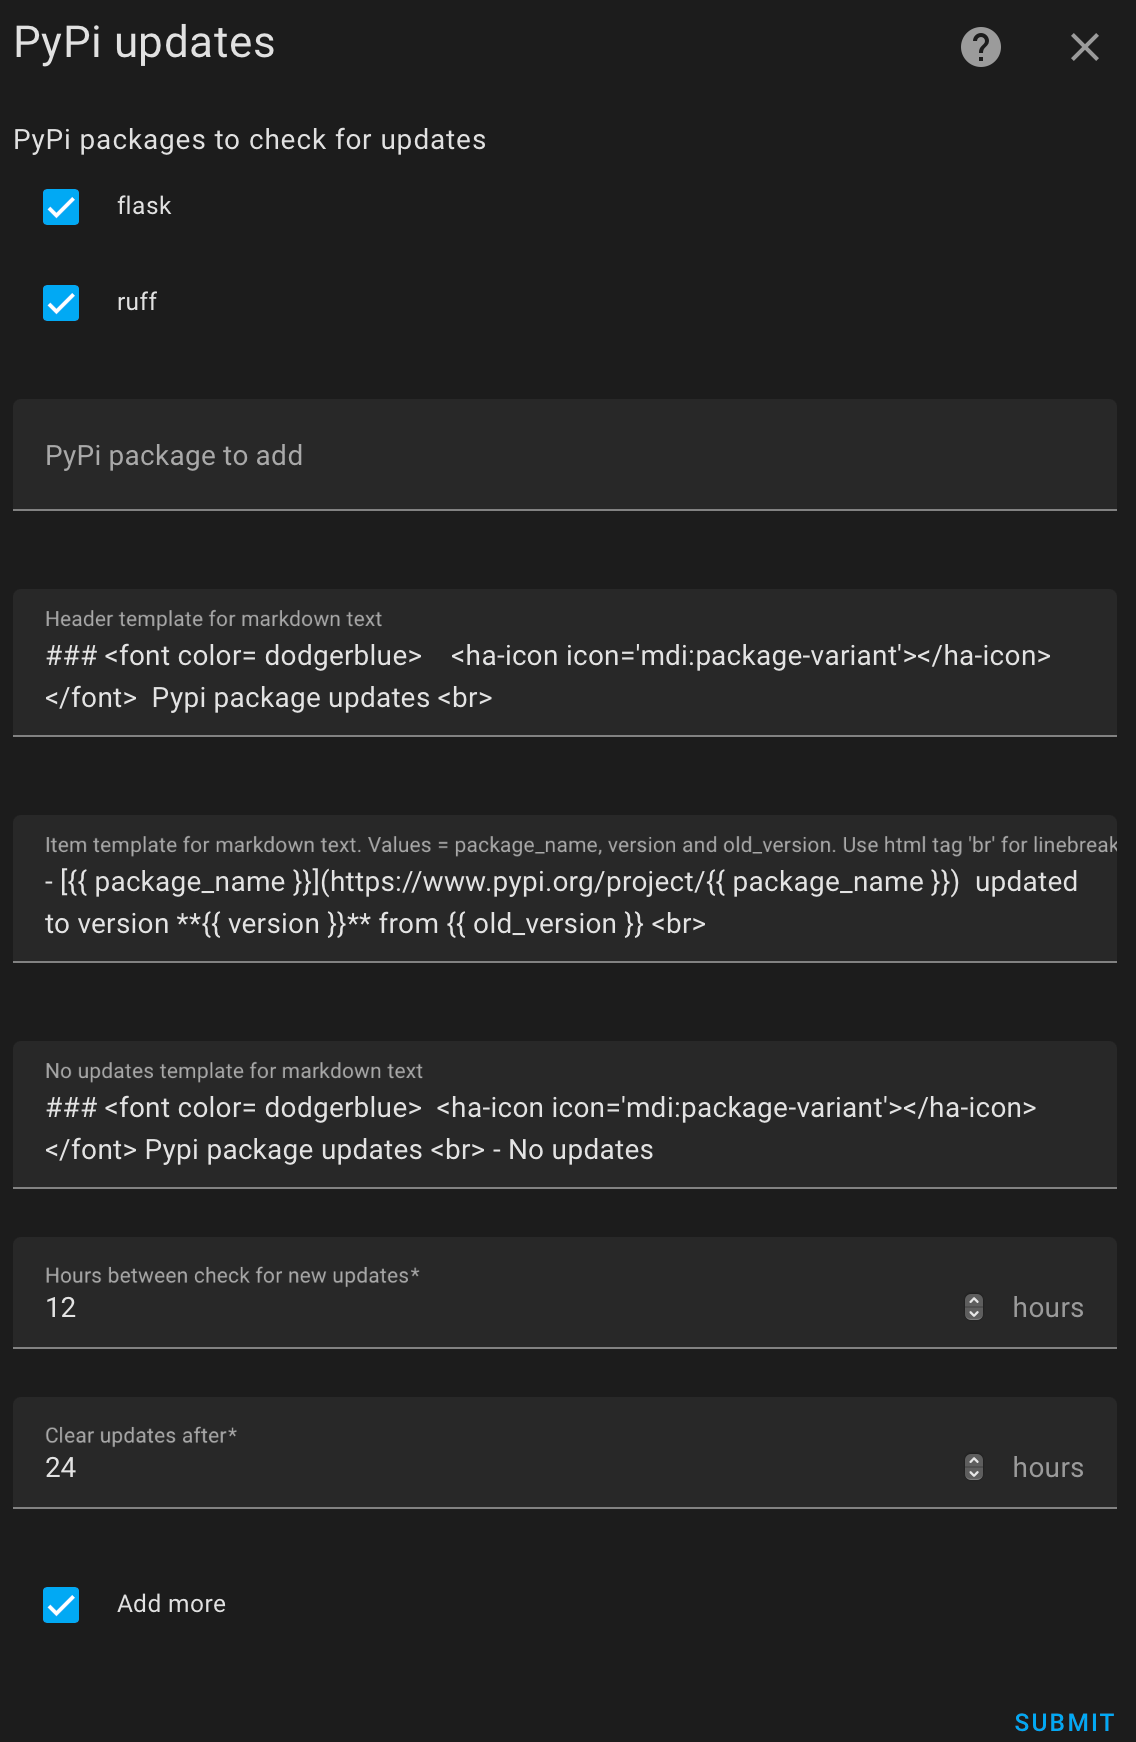 PyPi updates
PyPi packages to check for updates
flask
ruff
PyPi package to add
Header template for markdown text
### <font color= dodgerblue>    <ha-icon icon='mdi:package-variant'></ha-icon>
</font>  Pypi package updates <br>
Item template for markdown text. Values = package_name, version and old_version. Use html tag 'br' for linebreak
- [{{ package_name }}](https://www.pypi.org/project/{{ package_name }})  updated
to version **{{ version }}** from {{ old_version }} <br>
No updates template for markdown text
### <font color= dodgerblue>  <ha-icon icon='mdi:package-variant'></ha-icon>
</font> Pypi package updates <br> - No updates
Hours between check for new updates*
12 hours
Clear updates after*
24 hours
Add more
SUBMIT